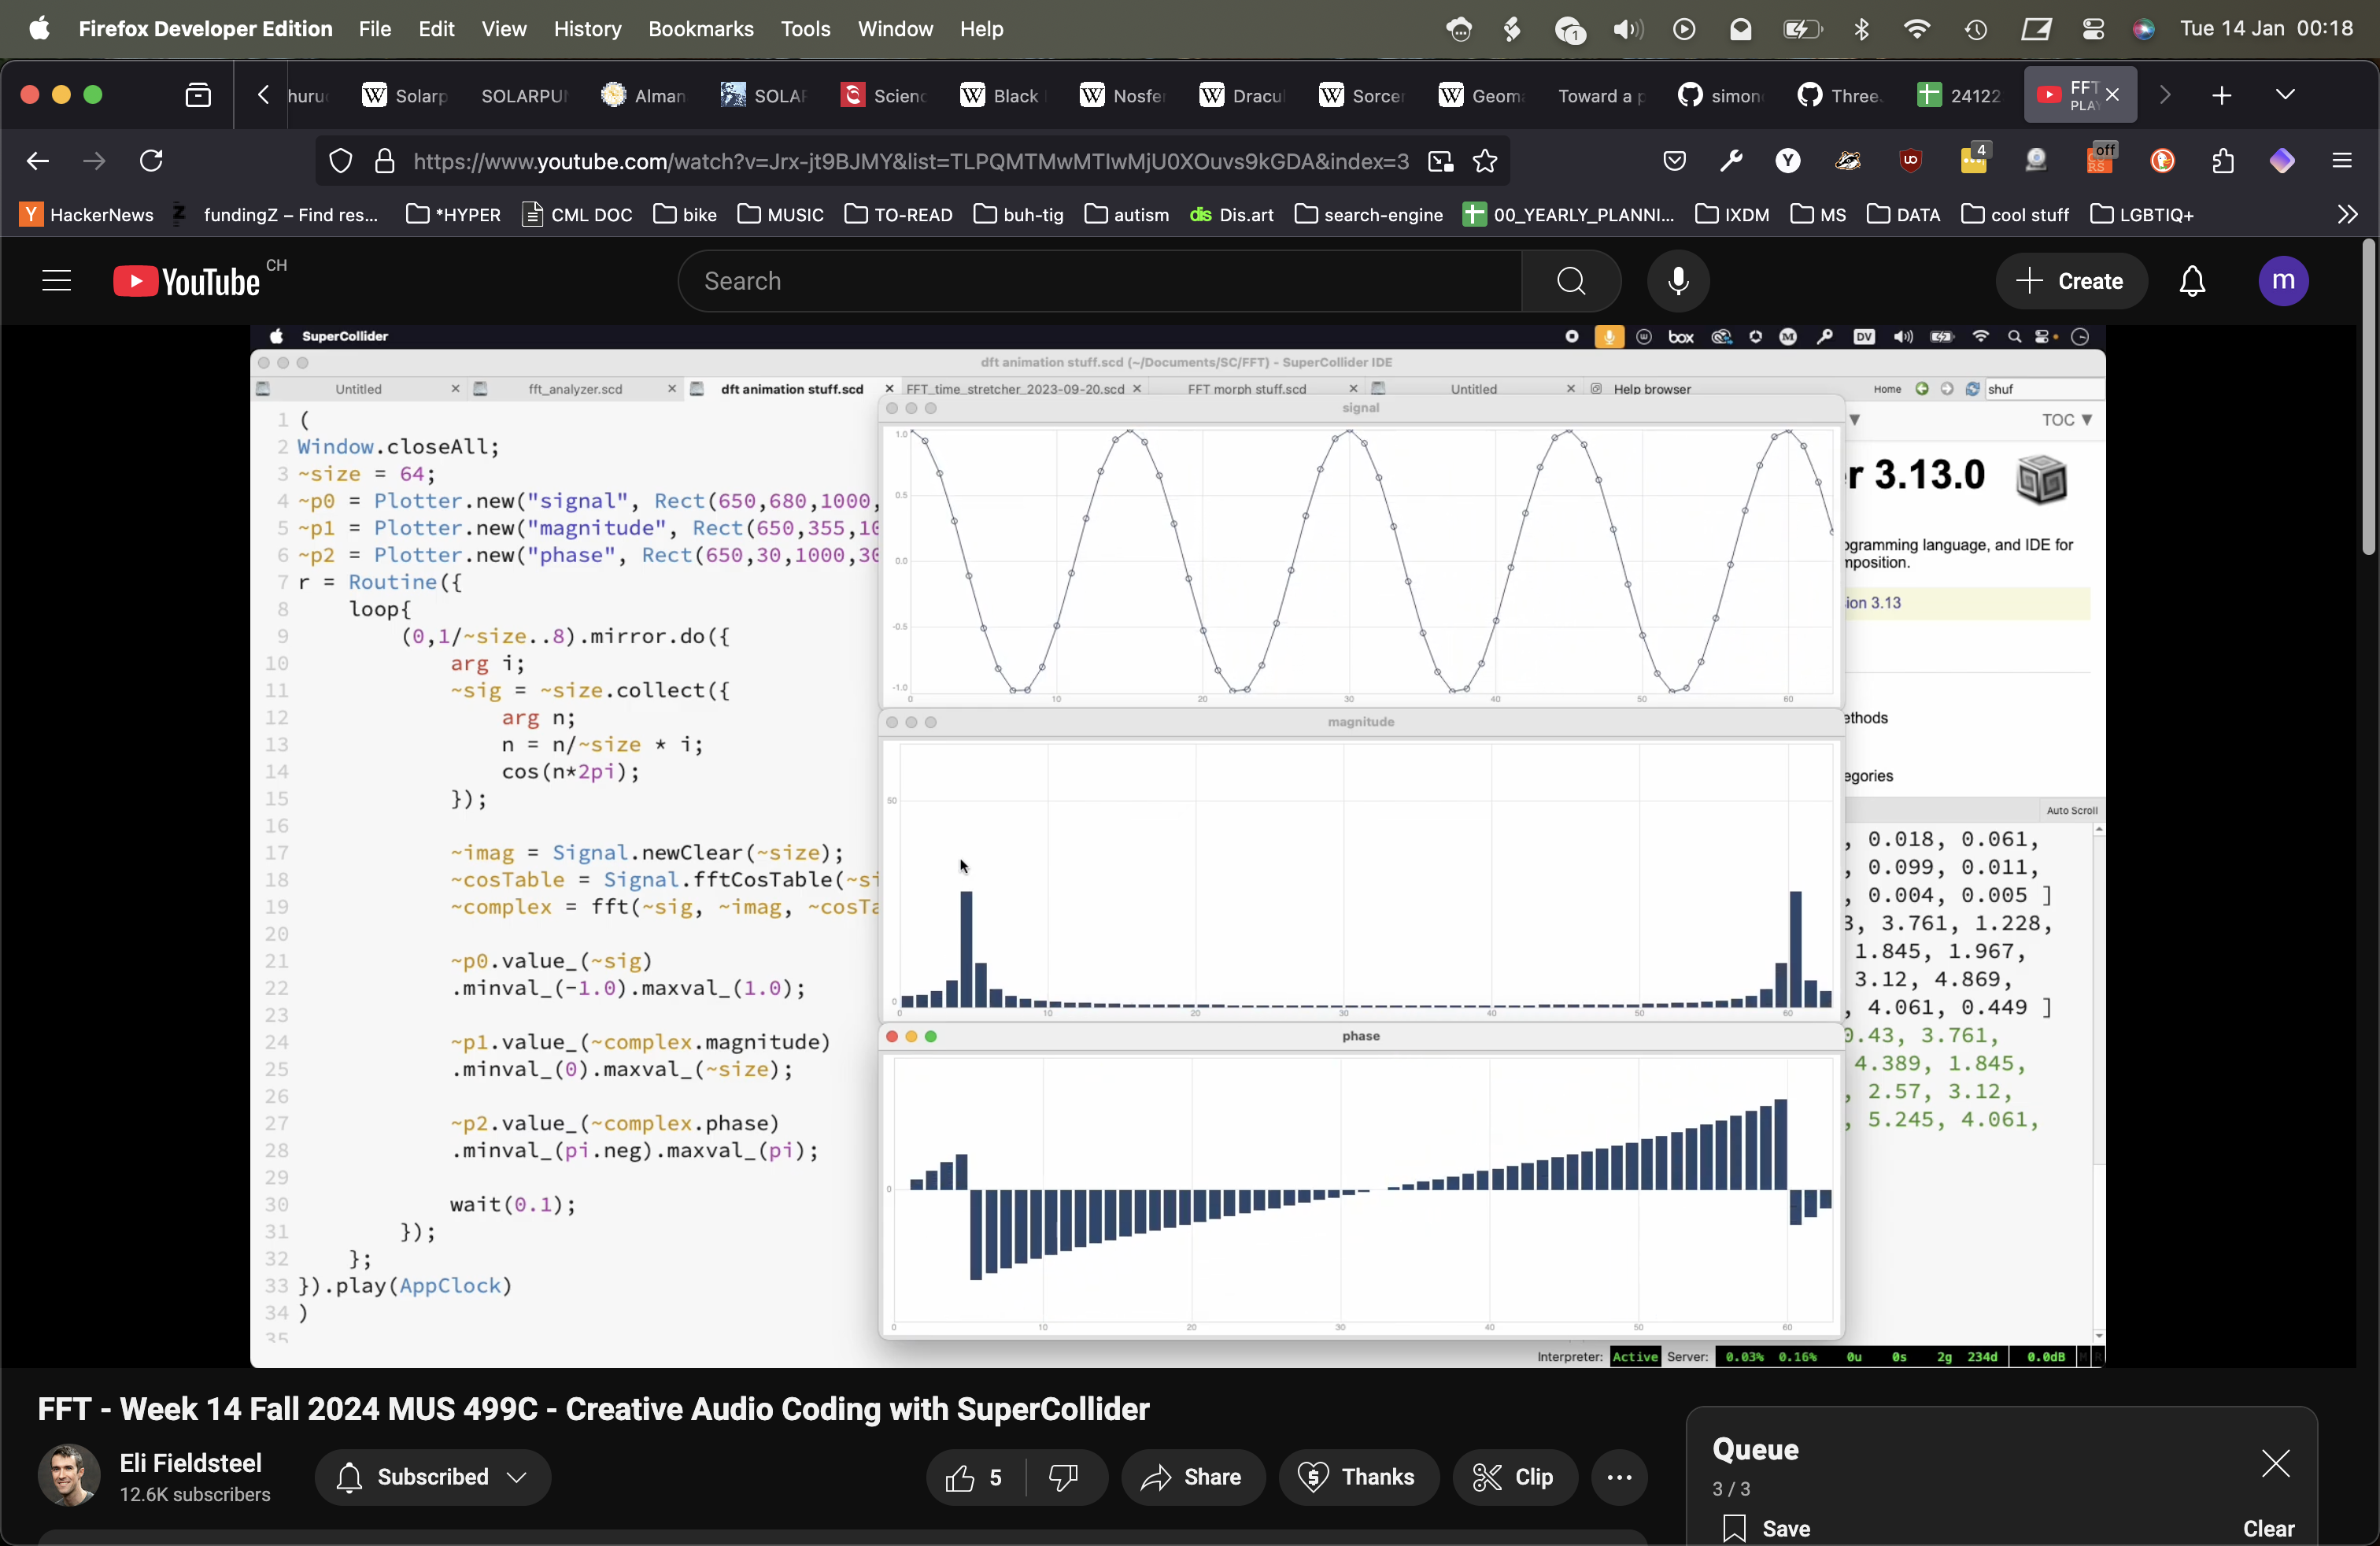 Firefox Developer Edition File Edit View History Bookmarks Tools Window Help
1
Tue 14 Jan 00:18
Solarp
SOLARPU
Alman
SOLAR
Scienc
Black
Nosfe
Dracul
Sorcer
Geom
Toward a p
simon
Three.
24122
FFT
PLA
https://www.youtube.com/watch?v=Jrx-jt9BJMY&list=TLPQMTMwMTIwMjU0XOuvs9kGDA&index=3
4
off
HackerNews
fundingZ – Find res...
*HYPER
CML DOC
bike
MUSIC
TO-READ
buh-tig
autism
dis Dis.art
search-engine
00_YEARLY_PLANNI...
IXDM
MS
DATA
cool stuff
LGBTIQ+
YouTube CH
Search
Create
m
SuperCollider
box
DV
dft animation stuff.scd (~/Documents/SC/FFT) - SuperCollider IDE
Untitled
fft_analyzer.scd
dft animation stuff.scd
FFT_time_stretcher_2023-09-20.scd
FFT morph stuff.scd
Untitled
Help browser
Home
shuf
TOC ▼
1 (
2 Window.closeAll;
3 ~size = 64;
4 ~p0 = Plotter.new("signal", Rect(650,680,1000,
5 ~p1 = Plotter.new("magnitude", Rect(650,355,10
6 ~p2 = Plotter.new("phase", Rect(650,30,1000,30
7 r = Routine({
8 loop{
9 (0,1/~size..8).mirror.do({
10 arg i;
11 ~sig = ~size.collect({
12 arg n;
13 n = n/~size * i;
14 cos(n*2pi);
15 });
16
17 ~imag = Signal.newClear(~size);
18 ~cosTable = Signal.fftCosTable(~si
19 ~complex = fft(~sig, ~imag, ~cosTa
20
21 ~p0.value_(~sig)
22 .minval_(-1.0).maxval_(1.0);
23
24 ~p1.value_(~complex.magnitude)
25 .minval_(0).maxval_(~size);
26
27 ~p2.value_(~complex.phase)
28 .minval_(pi.neg).maxval_(pi);
29
30 wait(0.1);
31 });
32 };
33 }).play(AppClock)
34 )
35
signal
1.0
0.5
0.0
-0.5
-1.0
0 10 20 30 40 50 60
magnitude
50
0
0 10 20 30 40 50 60
phase
0
0 10 20 30 40 50 60
r 3.13.0
ogramming language, and IDE for
mposition.
ion 3.13
ethods
egories
Auto Scroll
, 0.018, 0.061,
, 0.099, 0.011,
, 0.004, 0.005 ]
3, 3.761, 1.228,
1.845, 1.967,
3.12, 4.869,
, 4.061, 0.449 ]
0.43, 3.761,
4.389, 1.845,
, 2.57, 3.12,
, 5.245, 4.061,
Interpreter: Active Server: 0.03% 0.16% 0u 0s 2g 234d 0.0dB
FFT - Week 14 Fall 2024 MUS 499C - Creative Audio Coding with SuperCollider
Eli Fieldsteel
12.6K subscribers
Subscribed
5
Share
Thanks
Clip
Queue
3 / 3
Save
Clear